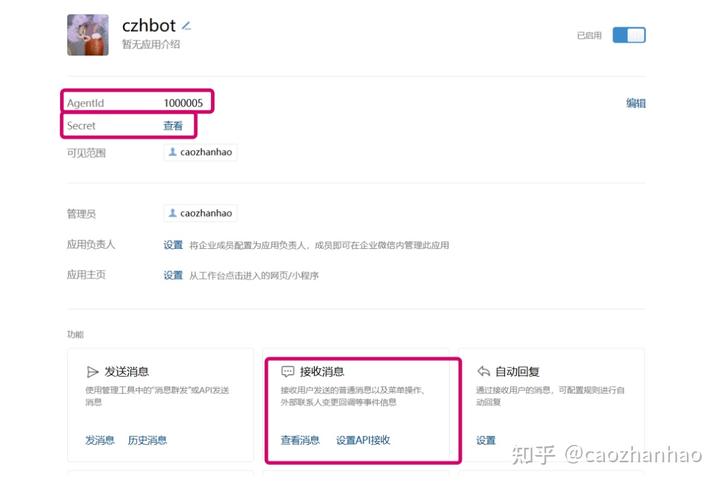 czhbot
暂无应用介绍
已启用
AgentId 1000005
编辑
Secret 查看
可见范围 caozhanhao
管理员 caozhanhao
应用负责人 设置 将企业成员配置为应用负责人，成员即可在企业微信内管理此应用
应用主页 设置 从工作台点击进入的网页/小程序
功能
发送消息
使用管理工具中的“消息群发”或API发送
消息
发消息 历史消息
接收消息
接收用户发送的普通消息以及菜单操作、
外部联系人变更回调等事件信息
查看消息 设置API接收
自动回复
通过接收用户的消息，可配置规则进行自
动回复
设置
知乎 @caozhanhao